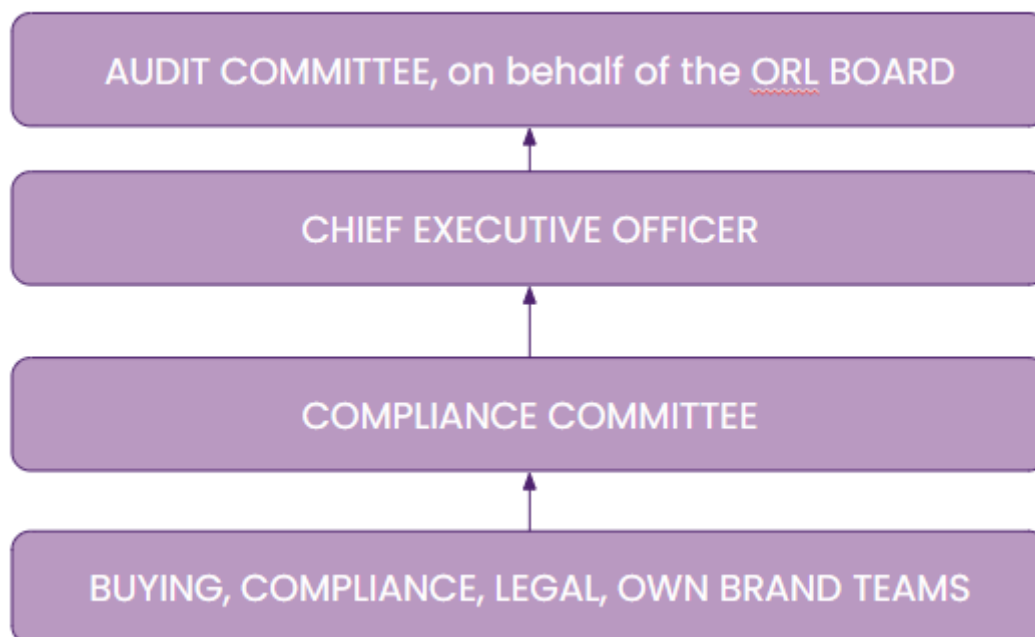 AUDIT COMMITTEE, on behalf of the ORL BOARD
CHIEF EXECUTIVE OFFICER
COMPLIANCE COMMITTEE
BUYING, COMPLIANCE, LEGAL, OWN BRAND TEAMS